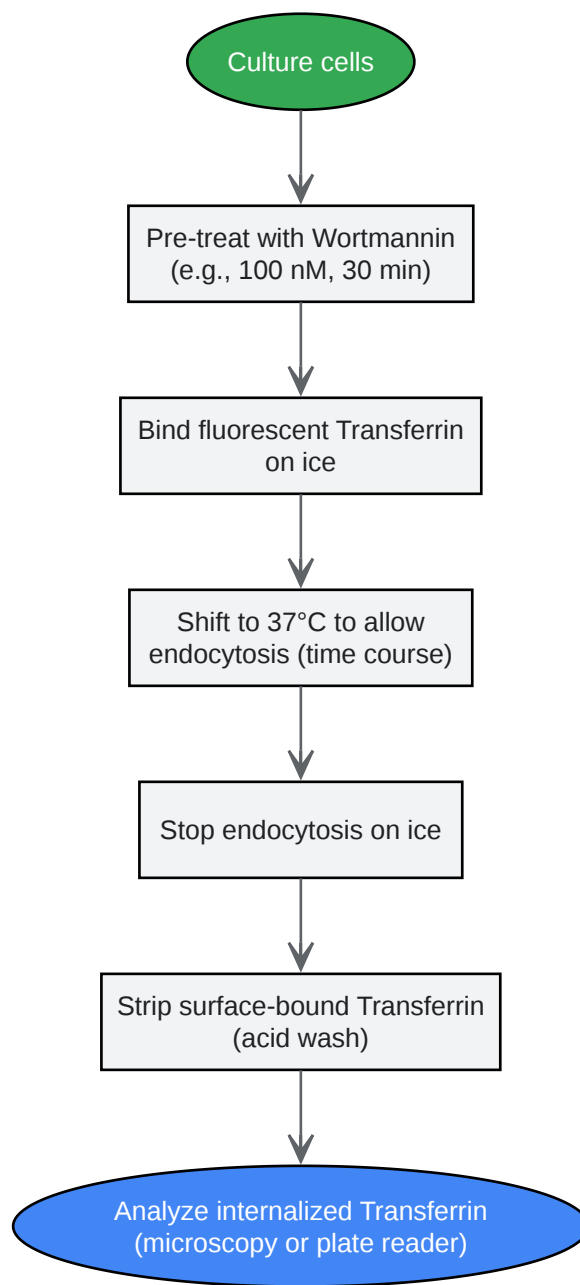 Culture cells
Pre-treat with Wortmannin
(e.g., 100 nM, 30 min)
Bind fluorescent Transferrin
on ice
Shift to 37°C to allow
endocytosis (time course)
Stop endocytosis on ice
Strip surface-bound Transferrin
(acid wash)
Analyze internalized Transferrin
(microscopy or plate reader)